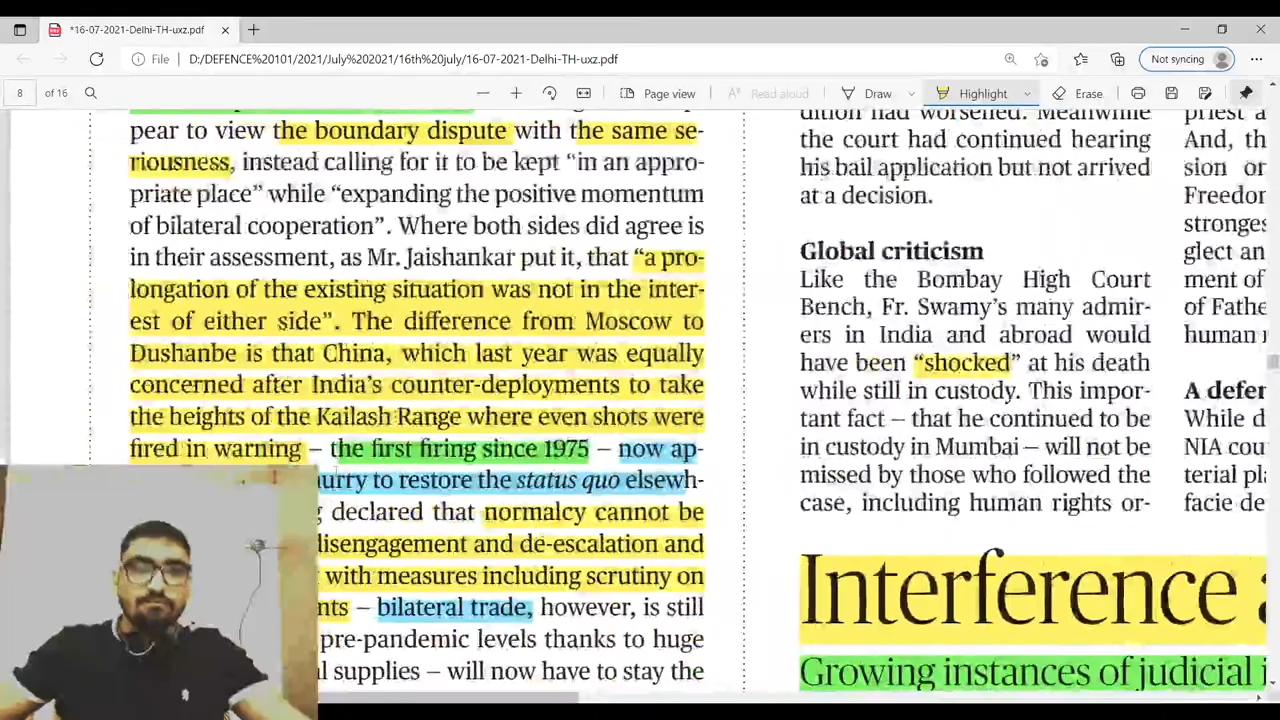 *16-07-2021-Delhi-TH-uxz.pdf
File D:/DEFENCE%20101/2021/July%202021/16th%20july/16-07-2021-Delhi-TH-uxz.pdf Not syncing
8 of 16 Page view Read aloud Draw Highlight Erase
pear to view the boundary dispute with the same se-
riousness, instead calling for it to be kept “in an appro-
priate place” while “expanding the positive momentum
of bilateral cooperation”. Where both sides did agree is
in their assessment, as Mr. Jaishankar put it, that “a pro-
longation of the existing situation was not in the inter-
est of either side”. The difference from Moscow to
Dushanbe is that China, which last year was equally
concerned after India’s counter-deployments to take
the heights of the Kailash Range where even shots were
fired in warning – the first firing since 1975 – now ap-
to restore the status quo elsewh-
declared that normalcy cannot be
disengagement and de-escalation and
with measures including scrutiny on
– bilateral trade, however, is still
pre-pandemic levels thanks to huge
supplies – will now have to stay the
dition had worsened. Meanwhile
the court had continued hearing
his bail application but not arrived
at a decision.
Global criticism
Like the Bombay High Court
Bench, Fr. Swamy’s many admir-
ers in India and abroad would
have been “shocked” at his death
while still in custody. This impor-
tant fact – that he continued to be
in custody in Mumbai – will not be
missed by those who followed the
case, including human rights or-
Interference
Growing instances of judicial
priest
And, th
sion or
Freedom
stronges
glect an
ment of
of Fathe
human
A defen
While d
NIA cou
terial pl
facie de